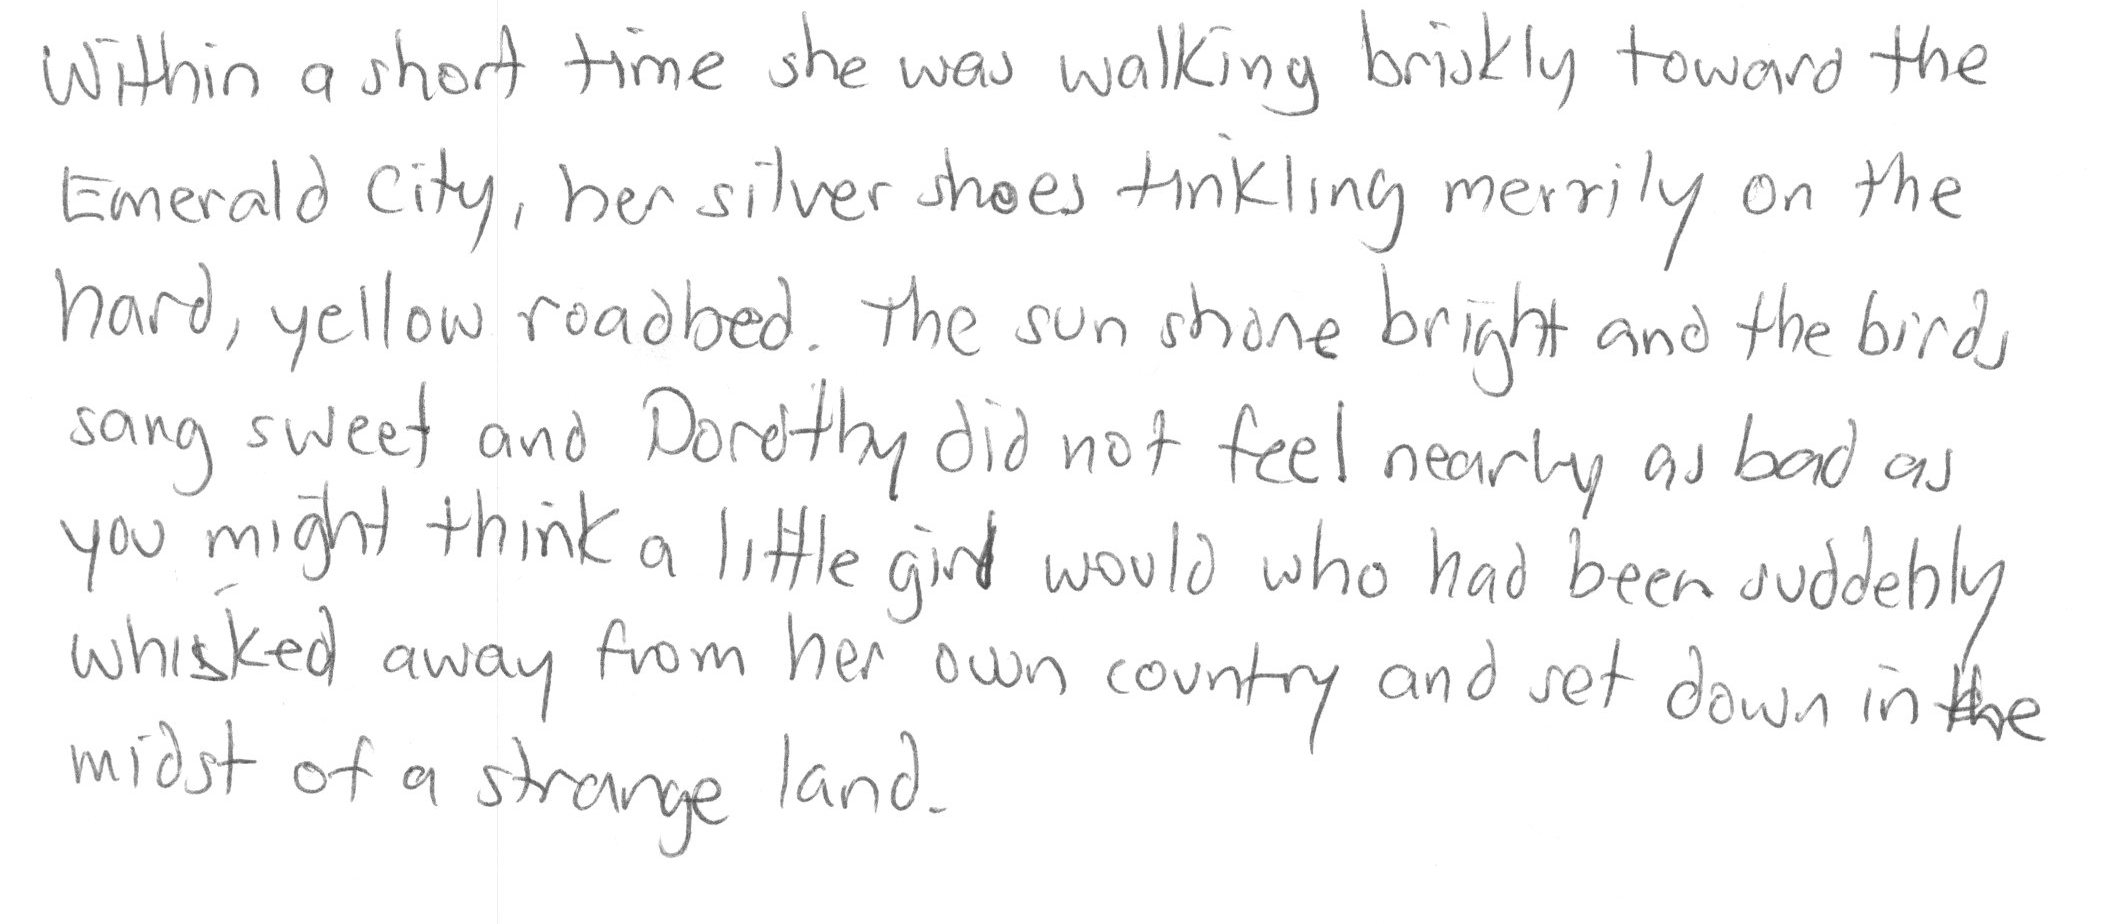 Within a short time she was walking briskly toward the
Emerald City, her silver shoes tinkling merrily on the
hard, yellow roadbed. The sun shone bright and the birds
sang sweet and Dorothy did not feel nearly as bad as
you might think a little girl would who had been suddenly
whisked away from her own country and set down in the
midst of a strange land.